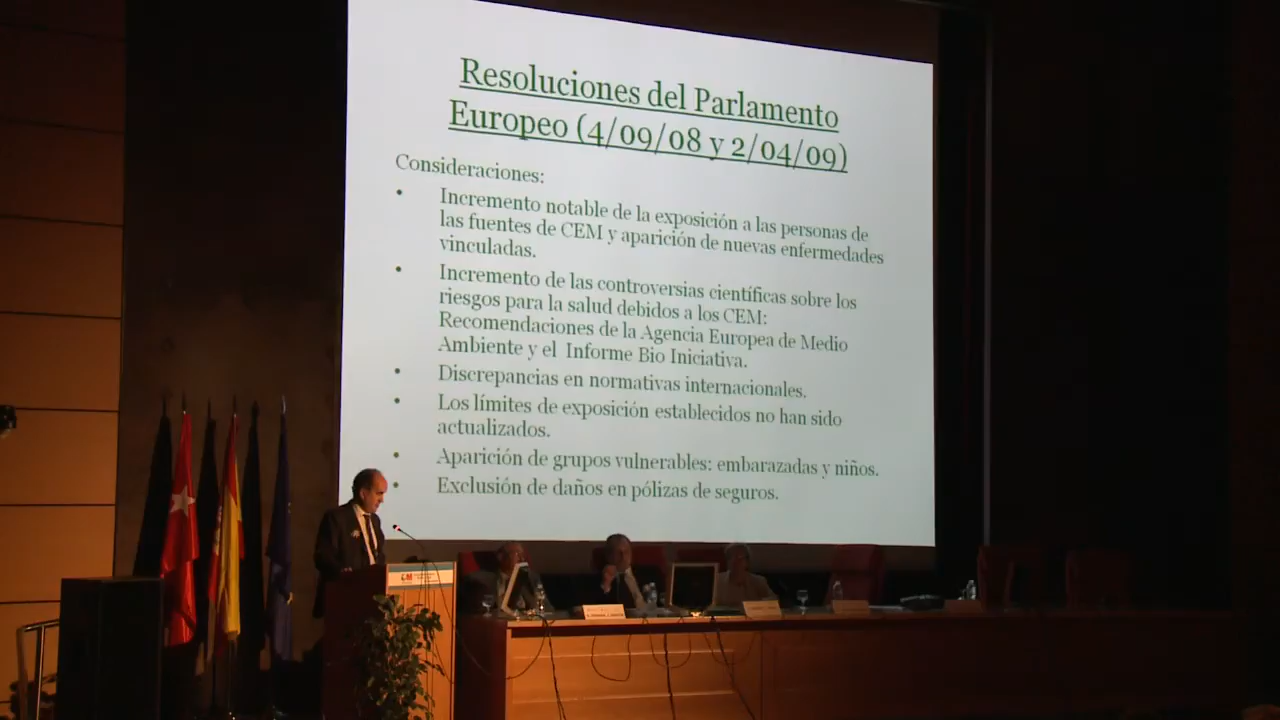 Resoluciones del Parlamento
Europeo (4/09/08 y 2/04/09)
Consideraciones:
• Incremento notable de la exposición a las personas de
las fuentes de CEM y aparición de nuevas enfermedades
vinculadas.
• Incremento de las controversias científicas sobre los
riesgos para la salud debidos a los CEM:
Recomendaciones de la Agencia Europea de Medio
Ambiente y el Informe Bio Iniciativa.
• Discrepancias en normativas internacionales.
• Los límites de exposición establecidos no han sido
actualizados.
• Aparición de grupos vulnerables: embarazadas y niños.
• Exclusión de daños en pólizas de seguros.